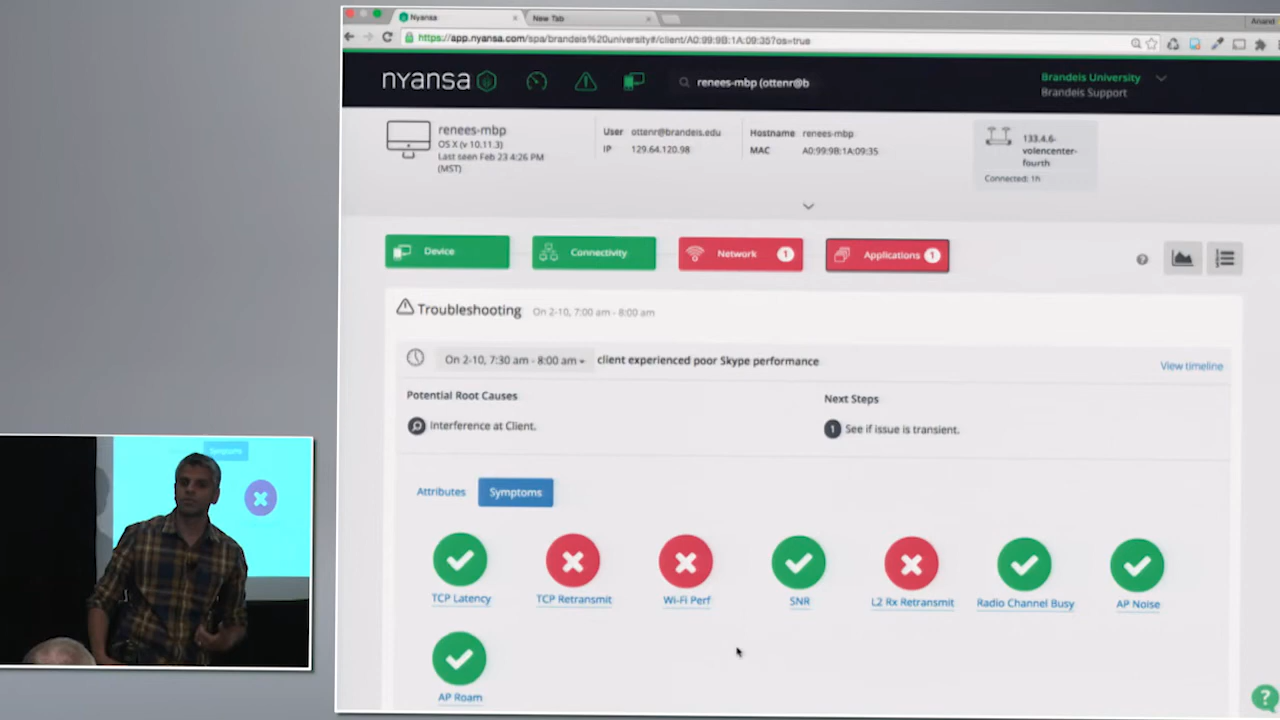 Nyansa
New Tab
Anand
https://app.nyansa.com/spa/brandeis%20university#/client/A0:99:9B:1A:09:35?os=true
nyansa
renees-mbp (ottenr@b
Brandeis University
Brandeis Support
renees-mbp
OS X (v 10.11.3)
Last seen Feb 23 4:26 PM
(MST)
User ottenr@brandeis.edu
IP 129.64.120.98
Hostname renees-mbp
MAC A0:99:9B:1A:09:35
133.4.6-
volencenter-
fourth
Connected: 1h
Device
Connectivity
Network 1
Applications 1
Troubleshooting On 2-10, 7:00 am - 8:00 am
On 2-10, 7:30 am - 8:00 am client experienced poor Skype performance
View timeline
Potential Root Causes
Interference at Client.
Next Steps
1 See if issue is transient.
Attributes
Symptoms
TCP Latency
TCP Retransmit
Wi-Fi Perf
SNR
L2 Rx Retransmit
Radio Channel Busy
AP Noise
AP Roam
Symptoms